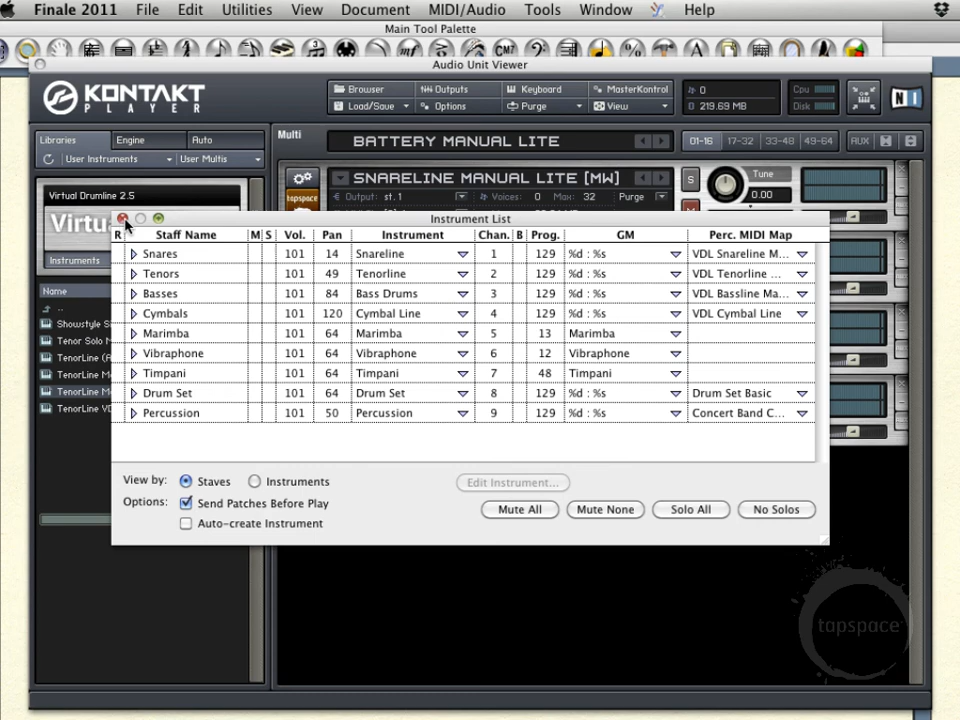 Finale 2011 File Edit Utilities View Document MIDI/Audio Tools Window Help
Main Tool Palette
Audio Unit Viewer
KONTAKT
PLAYER
Browser Outputs Keyboard MasterKontrol
Load/Save Options Purge View
0
219.69 MB
Cpu
Disk
NI
Libraries Engine Auto
User Instruments User Multis
Multi BATTERY MANUAL LITE 01-16 17-32 33-48 49-64 AUX
SNARELINE MANUAL LITE [MW] S
Output: st.1 Voices: 0 Max: 32 Purge
tapspace
Tune
0.00
Virtual Drumline 2.5
Instruments
Name
..
TenorLine M
TenorLine M
Instrument List
R Staff Name M S Vol. Pan Instrument Chan. B Prog. GM Perc. MIDI Map
Snares 101 14 Snareline 1 129 %d : %s VDL Snareline M...
Tenors 101 49 Tenorline 2 129 %d : %s VDL Tenorline ...
Basses 101 84 Bass Drums 3 129 %d : %s VDL Bassline Ma...
Cymbals 101 120 Cymbal Line 4 129 %d : %s VDL Cymbal Line
Marimba 101 64 Marimba 5 13 Marimba
Vibraphone 101 64 Vibraphone 6 12 Vibraphone
Timpani 101 64 Timpani 7 48 Timpani
Drum Set 101 64 Drum Set 8 129 %d : %s Drum Set Basic
Percussion 101 50 Percussion 9 129 %d : %s Concert Band C...
View by: Staves Instruments Edit Instrument...
Options: Send Patches Before Play Mute All Mute None Solo All No Solos
Auto-create Instrument
tapspace